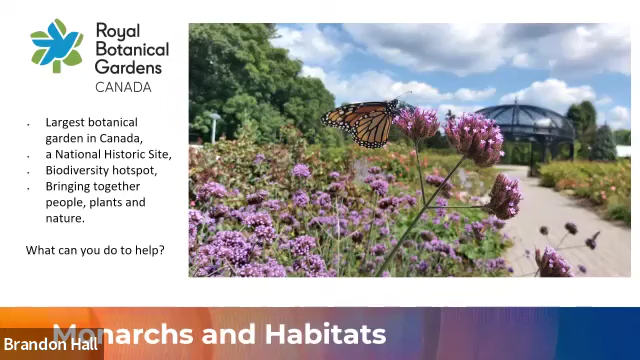 Royal
Botanical
Gardens
CANADA
• Largest botanical
garden in Canada,
• a National Historic Site,
• Biodiversity hotspot,
• Bringing together
people, plants and
nature.
What can you do to help?
Monarchs and Habitats
Brandon Hall